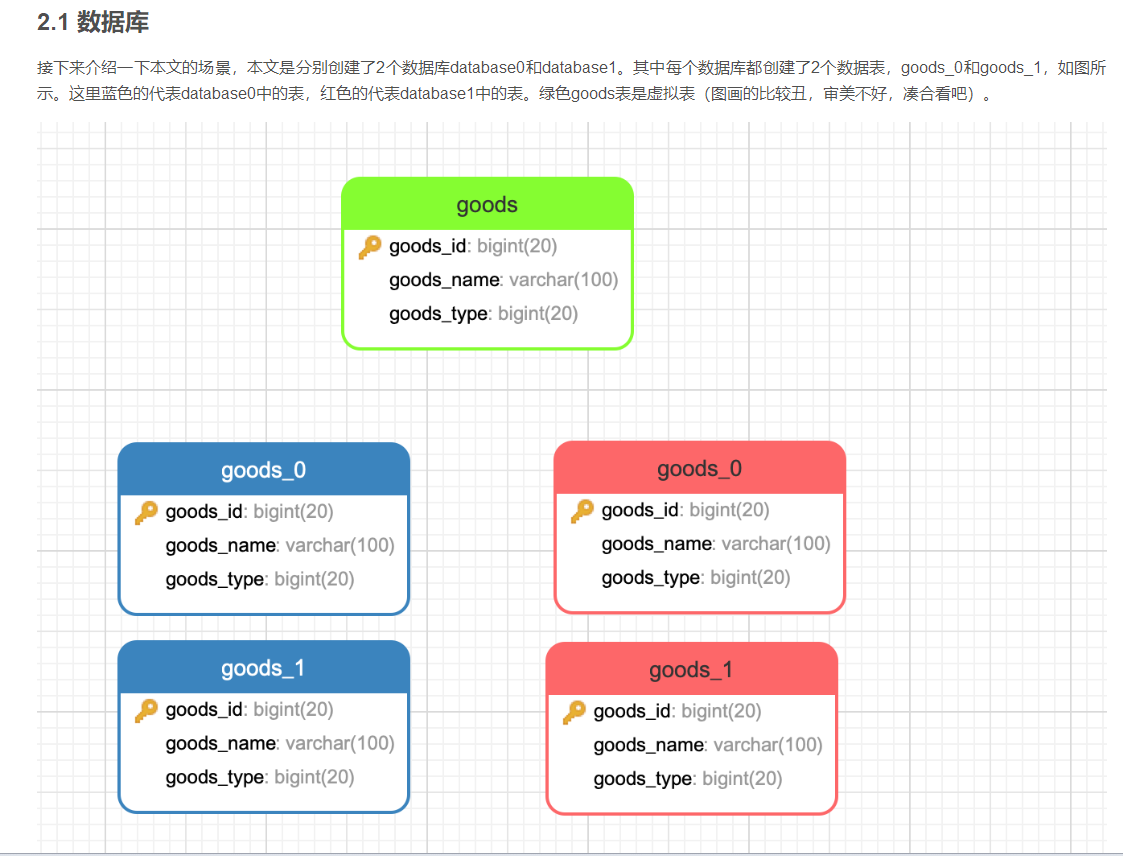 2.1 数据库
接下来介绍一下本文的场景，本文是分别创建了2个数据库database0和database1。其中每个数据库都创建了2个数据表，goods_0和goods_1，如图所
示。这里蓝色的代表database0中的表，红色的代表database1中的表。绿色goods表是虚拟表（图画的比较丑，审美不好，凑合看吧）。
goods
goods_id: bigint(20)
goods_name: varchar(100)
goods_type: bigint(20)
goods_0
goods_id: bigint(20)
goods_name: varchar(100)
goods_type: bigint(20)
goods_0
goods_id: bigint(20)
goods_name: varchar(100)
goods_type: bigint(20)
goods_1
goods_id: bigint(20)
goods_name: varchar(100)
goods_type: bigint(20)
goods_1
goods_id: bigint(20)
goods_name: varchar(100)
goods_type: bigint(20)